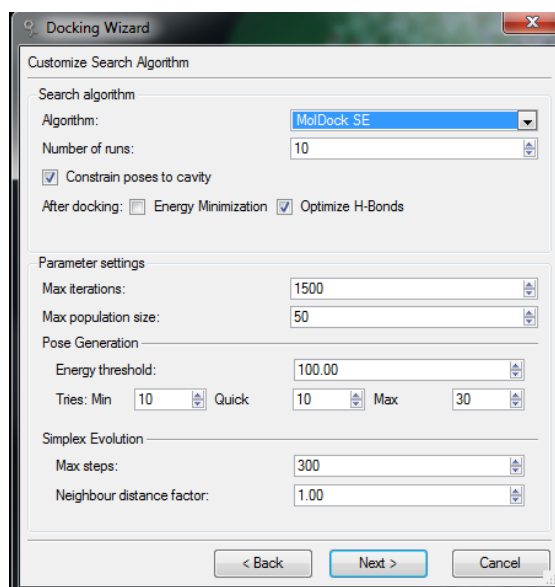 Docking Wizard
Customize Search Algorithm
Search algorithm
Algorithm: MolDock SE
Number of runs: 10
Constrain poses to cavity
After docking: Energy Minimization Optimize H-Bonds
Parameter settings
Max iterations: 1500
Max population size: 50
Pose Generation
Energy threshold: 100.00
Tries: Min 10 Quick 10 Max 30
Simplex Evolution
Max steps: 300
Neighbour distance factor: 1.00
< Back Next > Cancel